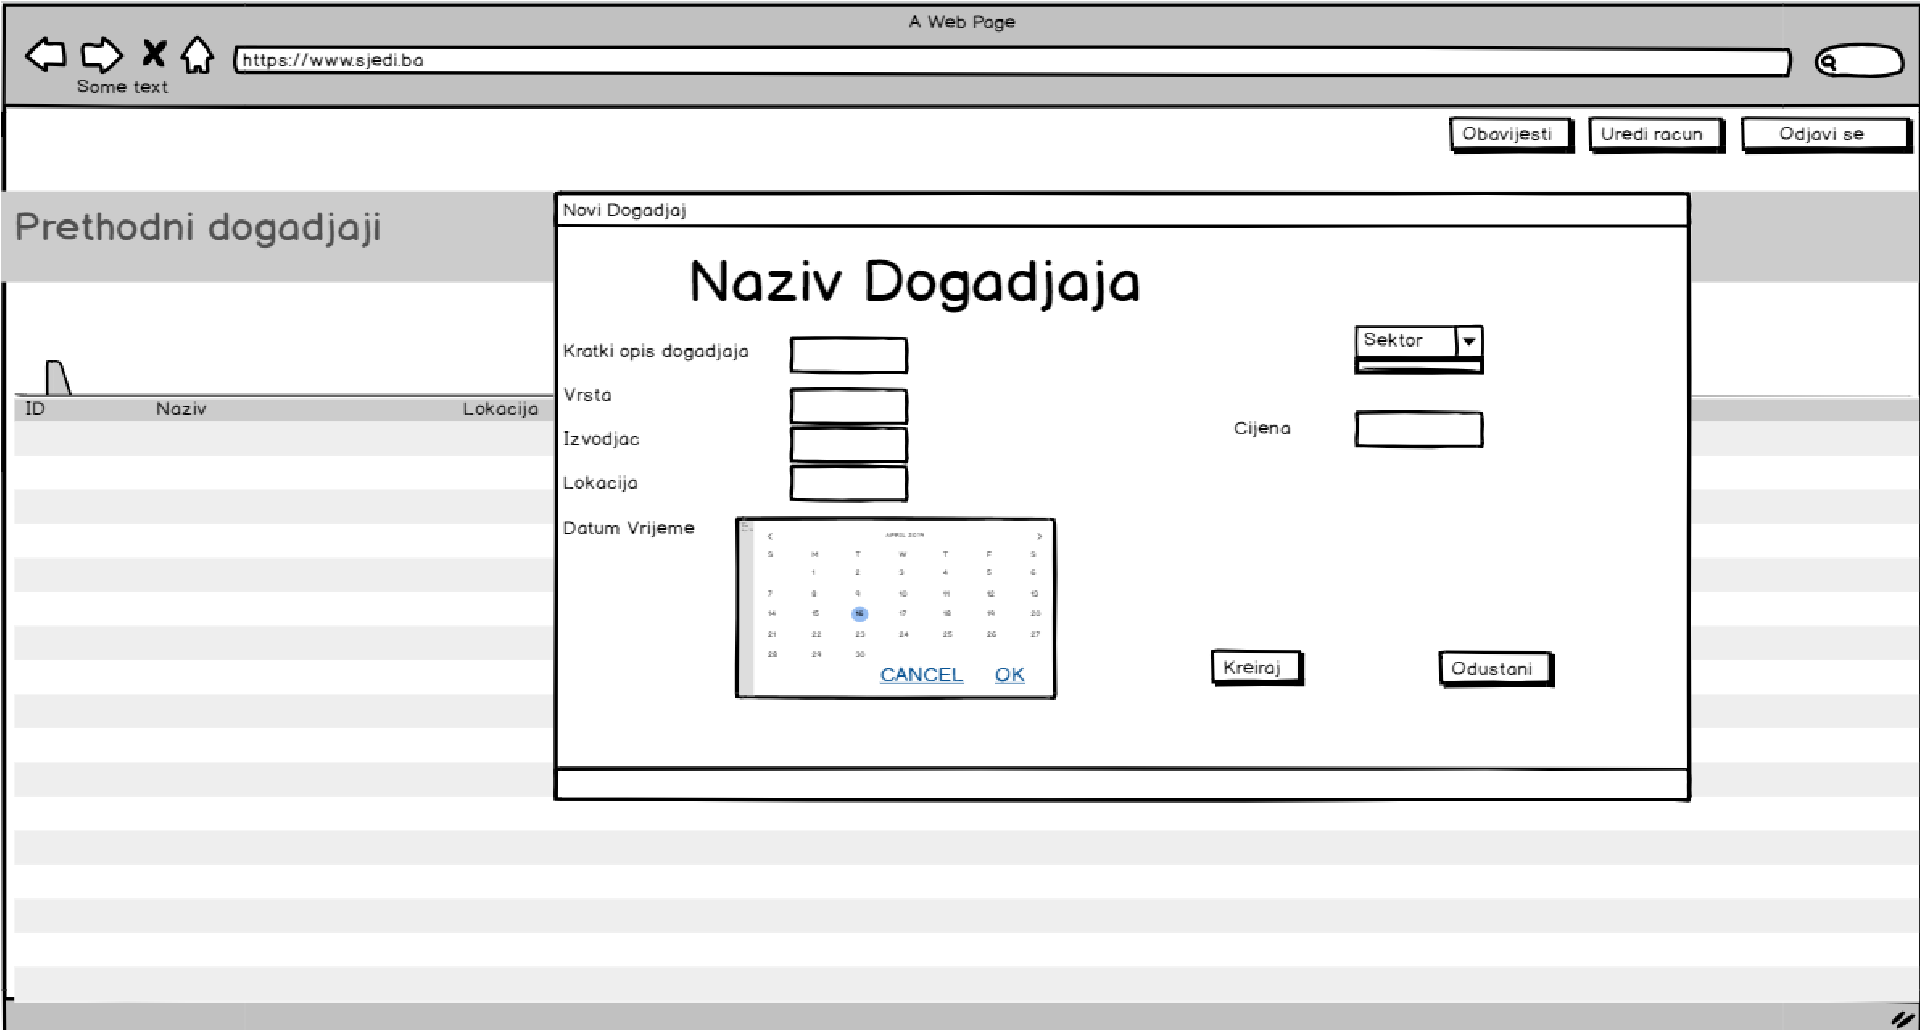 A Web Page
https://www.sjedi.ba
Some text
Obavijesti
Uredi racun
Odjavi se
Prethodni dogadjaji
ID Naziv Lokacija
Novi Dogadjaj
Naziv Dogadjaja
Kratki opis dogadjaja
Vrsta
Izvodjac
Lokacija
Datum Vrijeme
Sektor
Cijena
< APRIL 2019 >
S M T W T F S
1 2 3 4 5 6
7 8 9 10 11 12 13
14 15 16 17 18 19 20
21 22 23 24 25 26 27
28 29 30
CANCEL OK
Kreiraj
Odustani